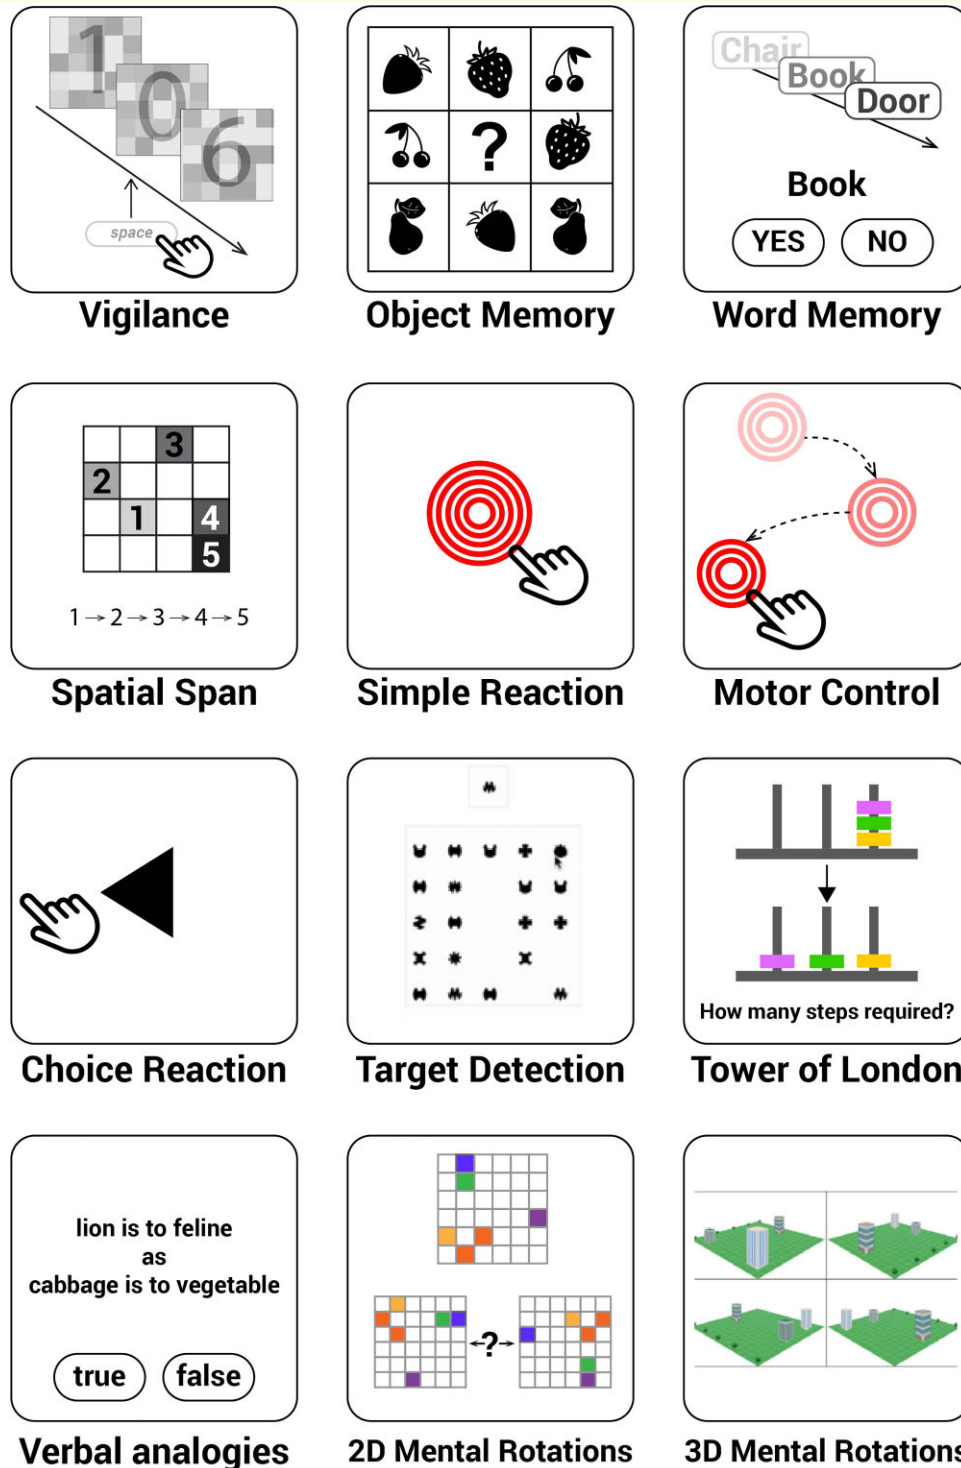 1
0
6
space
Vigilance
?
Object Memory
Chair
Book
Door
Book
YES NO
Word Memory
3
2
1 4
5
1 → 2 → 3 → 4 → 5
Spatial Span
Simple Reaction
Motor Control
Choice Reaction
Target Detection
How many steps required?
Tower of London
lion is to feline
as
cabbage is to vegetable
true false
Verbal analogies
?
2D Mental Rotations
3D Mental Rotations